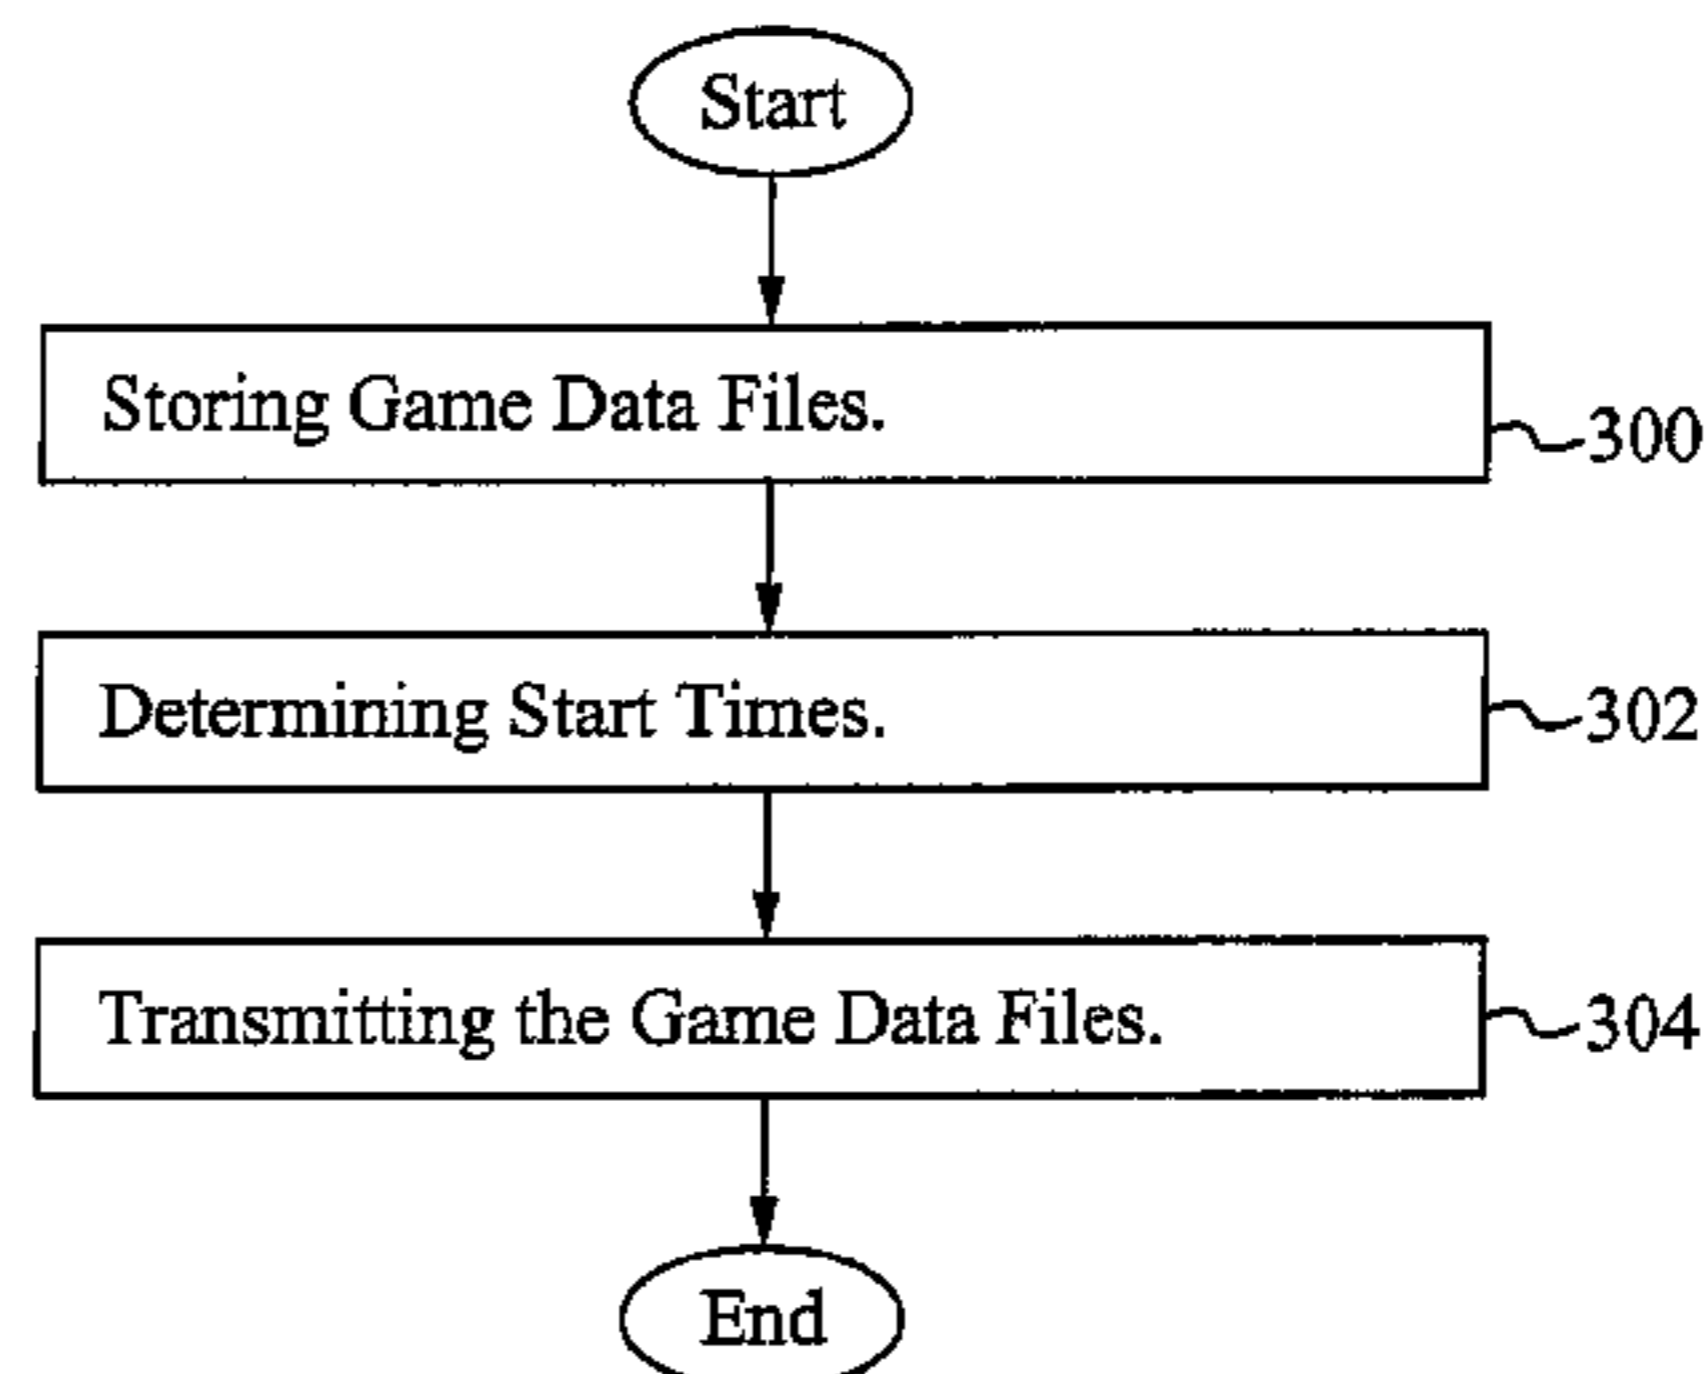 Start
Storing Game Data Files.
300
Determining Start Times.
302
Transmitting the Game Data Files.
304
End